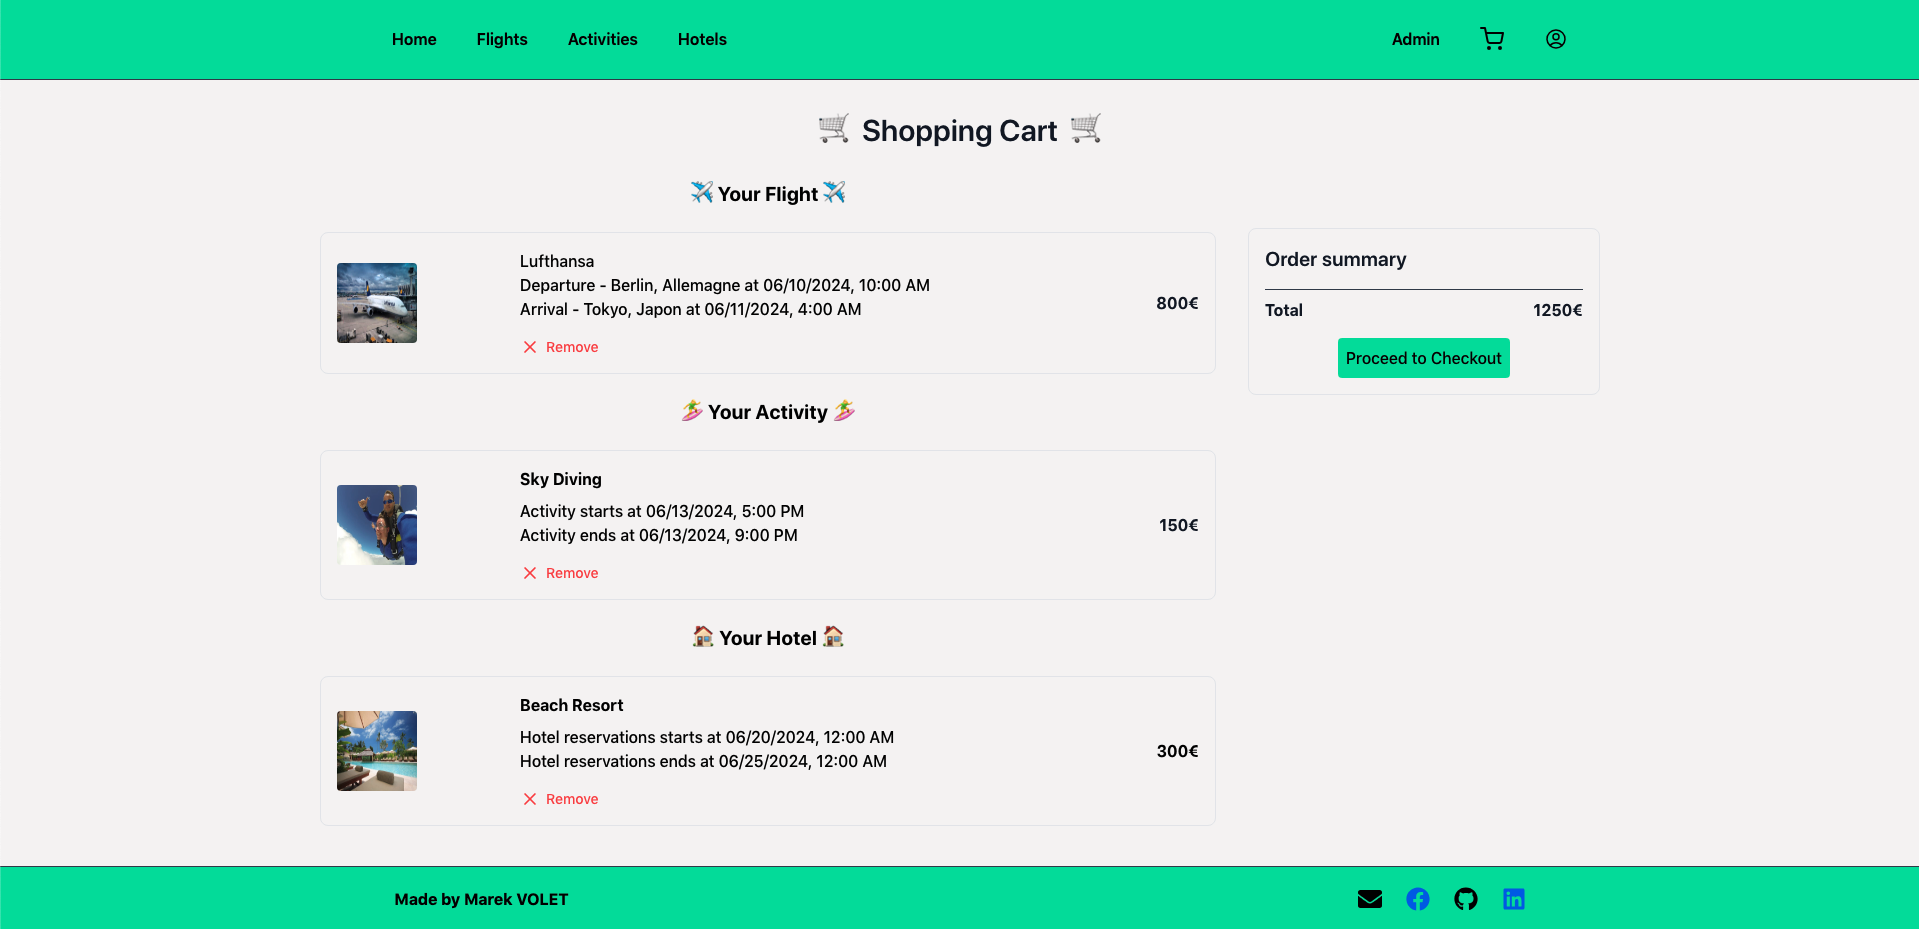 Home Flights Activities Hotels Admin
Shopping Cart
Your Flight
Lufthansa
Departure - Berlin, Allemagne at 06/10/2024, 10:00 AM
Arrival - Tokyo, Japon at 06/11/2024, 4:00 AM
800€
Remove
Your Activity
Sky Diving
Activity starts at 06/13/2024, 5:00 PM
Activity ends at 06/13/2024, 9:00 PM
150€
Remove
Your Hotel
Beach Resort
Hotel reservations starts at 06/20/2024, 12:00 AM
Hotel reservations ends at 06/25/2024, 12:00 AM
300€
Remove
Order summary
Total 1250€
Proceed to Checkout
Made by Marek VOLET